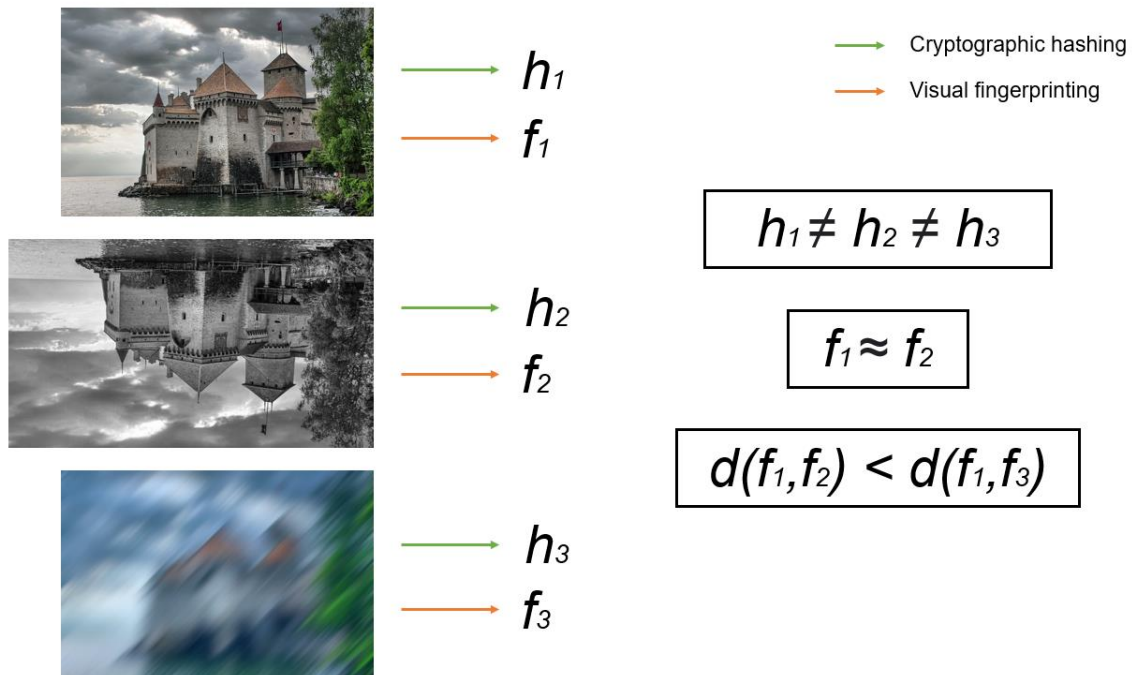 h₁
f₁
h₂
f₂
h₃
f₃
Cryptographic hashing
Visual fingerprinting
h₁ ≠ h₂ ≠ h₃
f₁ ≈ f₂
d(f₁,f₂) < d(f₁,f₃)